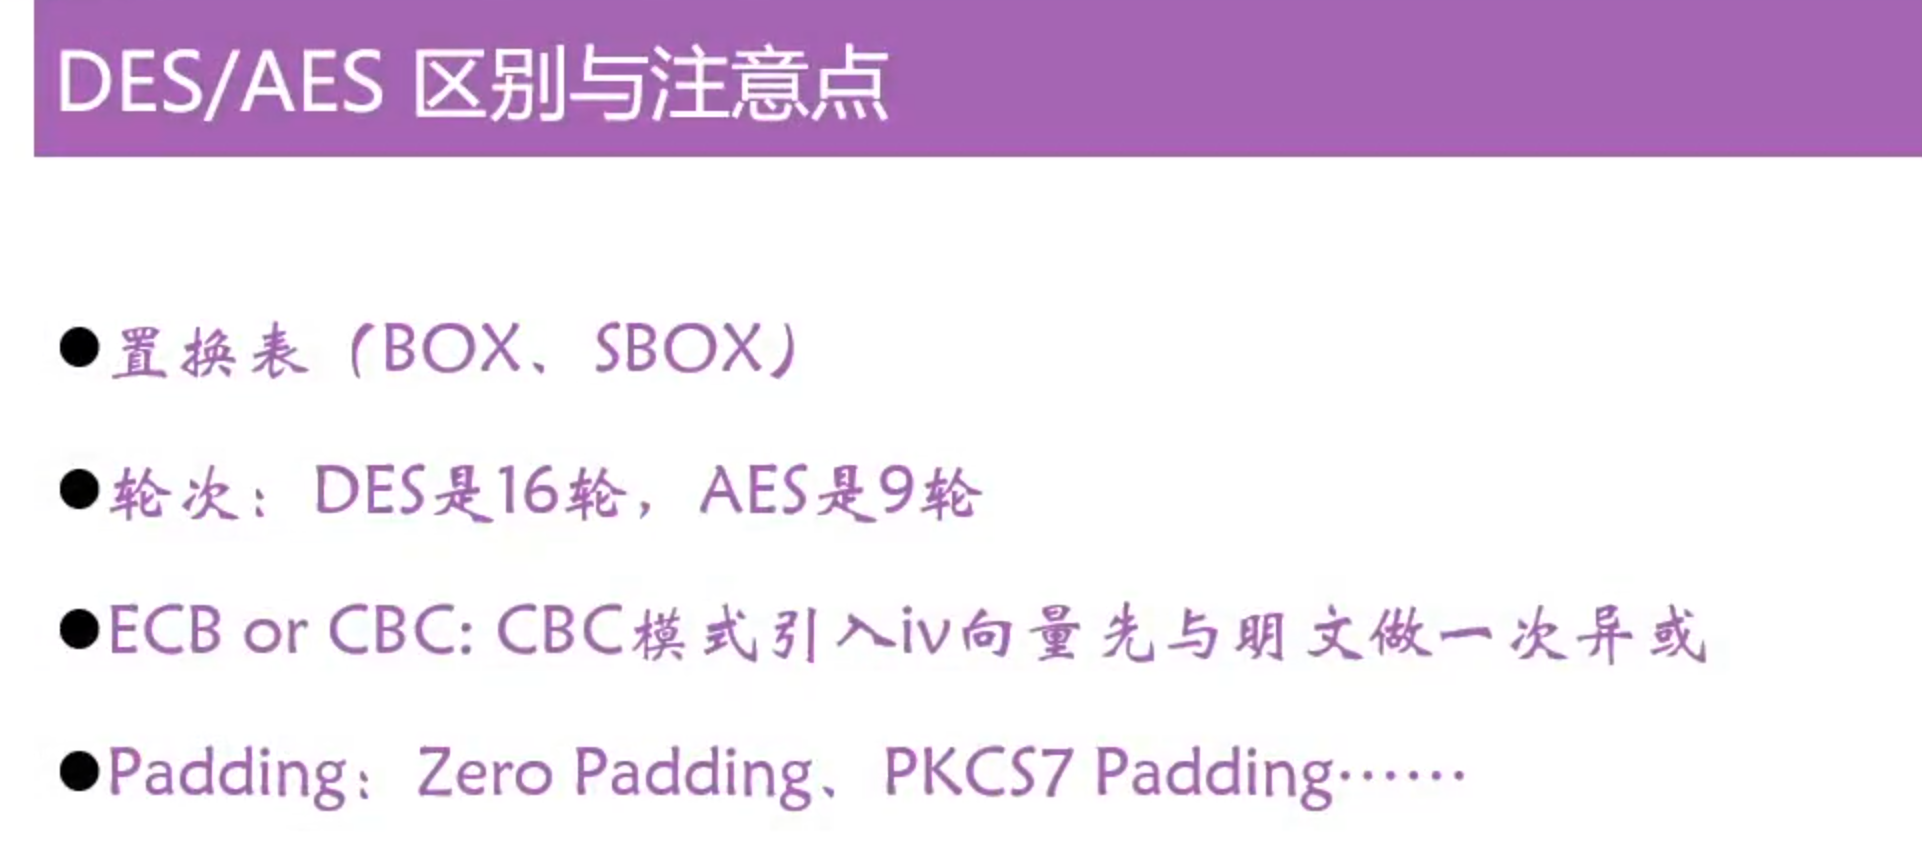 DES/AES 区别与注意点
●置换表（BOX、SBOX）
●轮次：DES是16轮，AES是9轮
●ECB or CBC: CBC模式引入iv向量先与明文做一次异或
●Padding：Zero Padding、PKCS7 Padding……